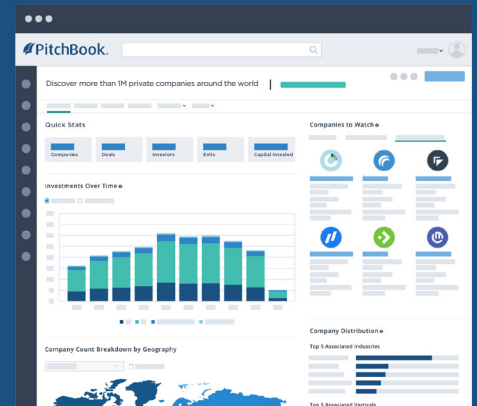 PitchBook.
Discover more than 1M private companies around the world
Quick Stats
Companies
Deals
Investors
Exits
Capital Invested
Companies to Watch
Investments Over Time
Company Distribution
Top 5 Associated Industries
Company Count Breakdown by Geography
Top 5 Associated Verticals